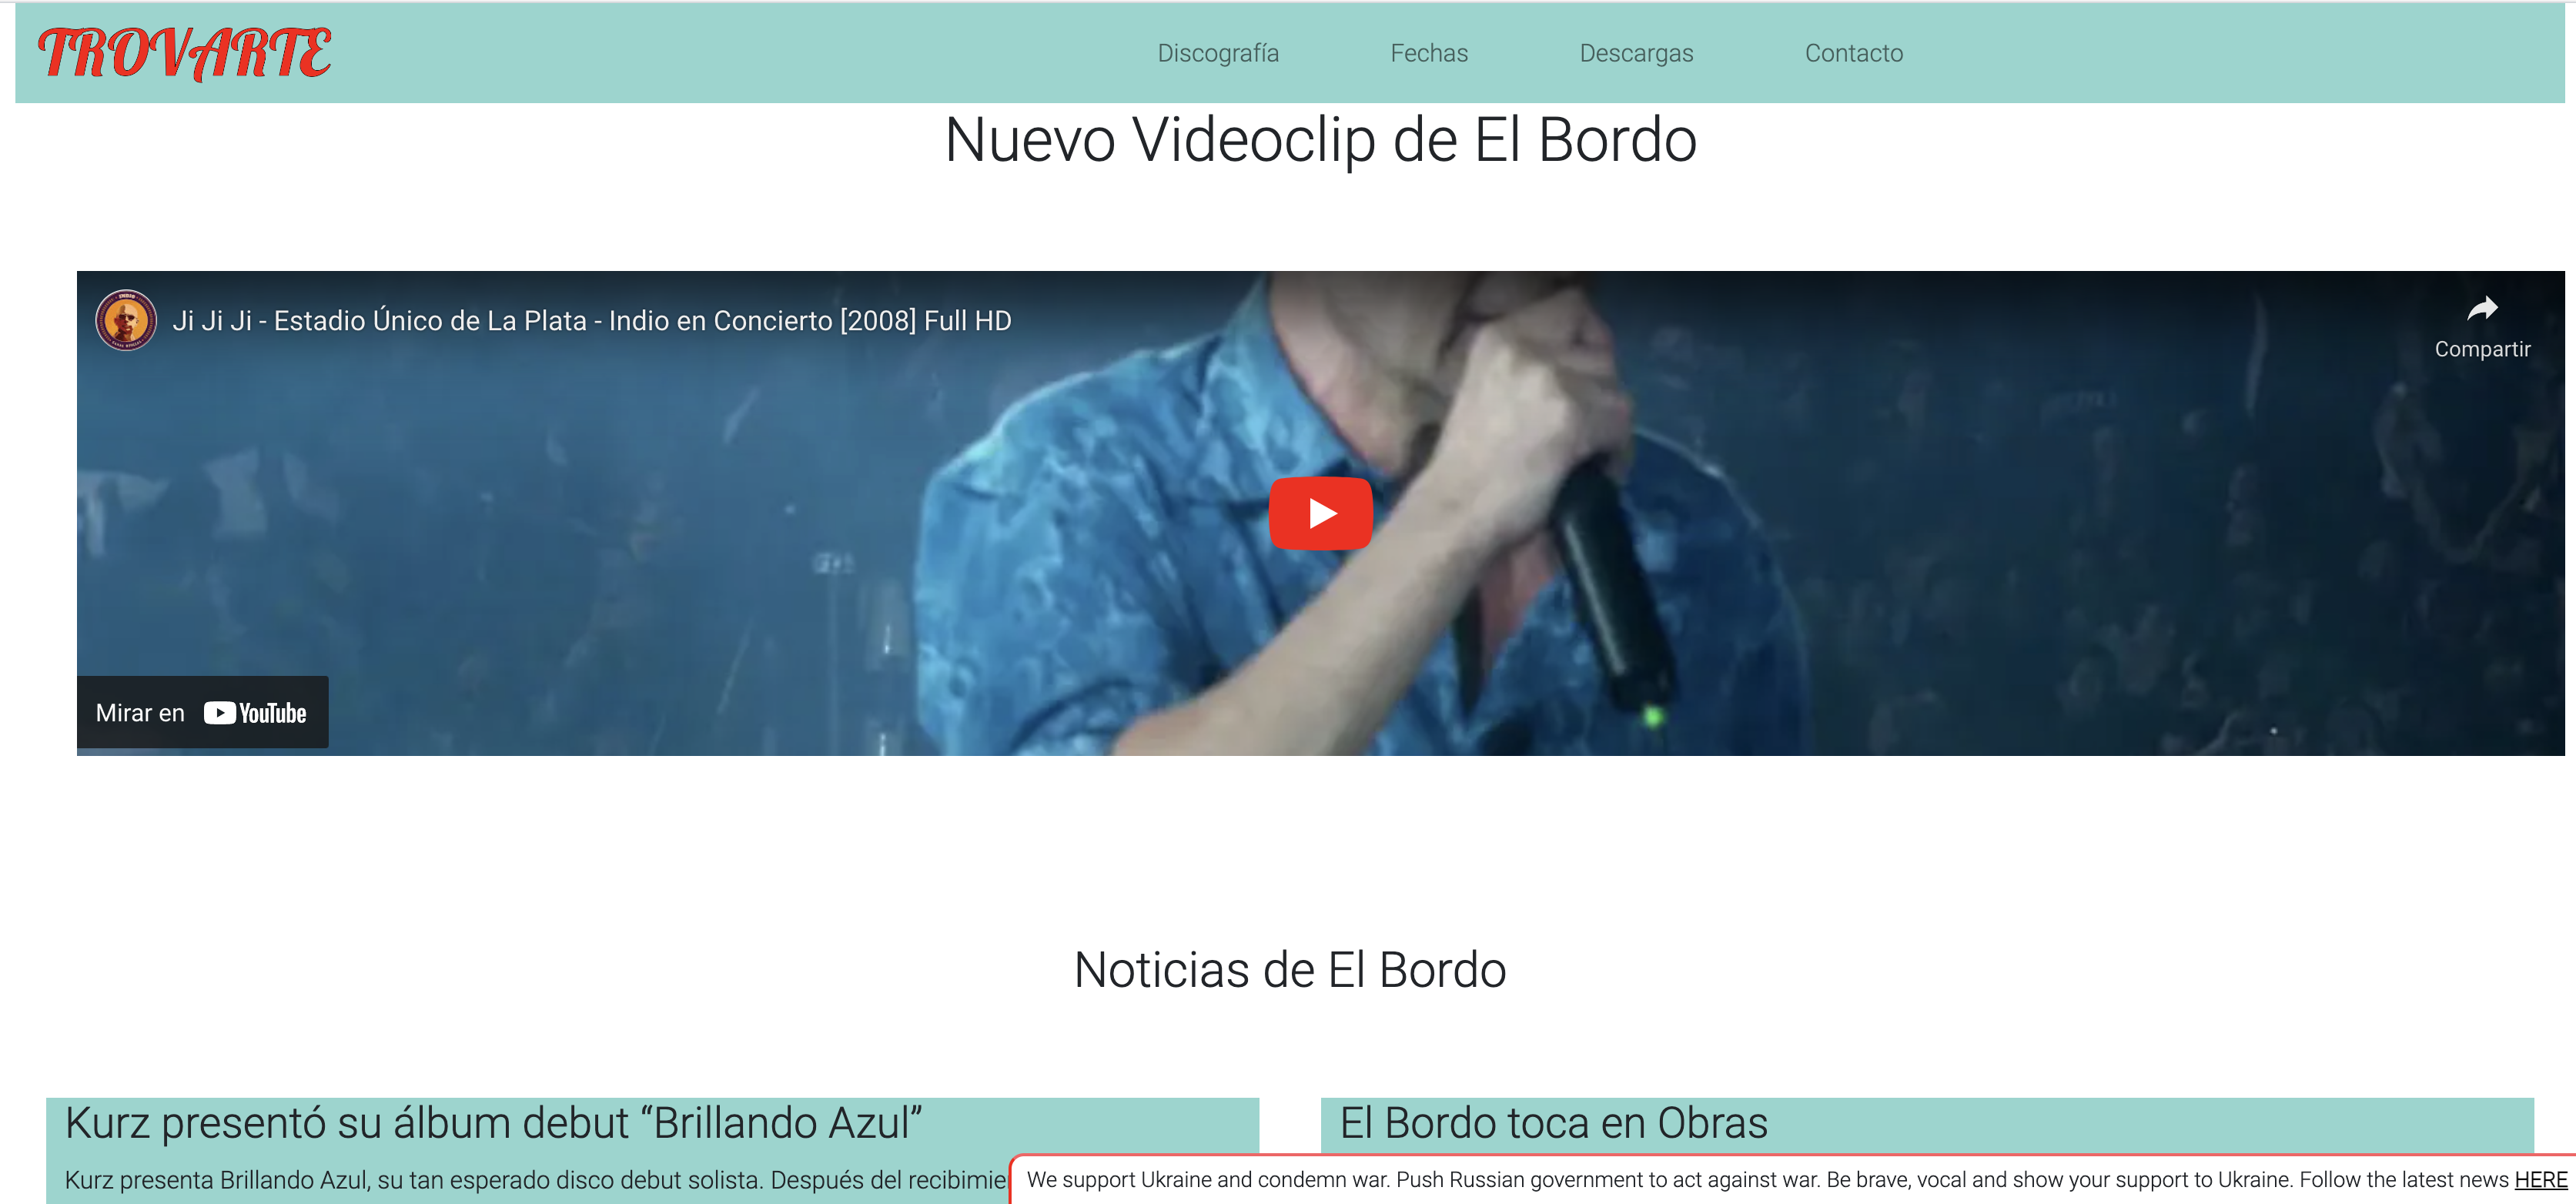 TROVARTE
Discografía Fechas Descargas Contacto
Nuevo Videoclip de El Bordo
Ji Ji Ji - Estadio Único de La Plata - Indio en Concierto [2008] Full HD
Compartir
Mirar en YouTube
Noticias de El Bordo
Kurz presentó su álbum debut “Brillando Azul”
Kurz presenta Brillando Azul, su tan esperado disco debut solista. Después del
El Bordo toca en Obras
We support Ukraine and condemn war. Push Russian government to act against war. Be brave, vocal and show your support to Ukraine. Follow the latest news HERE